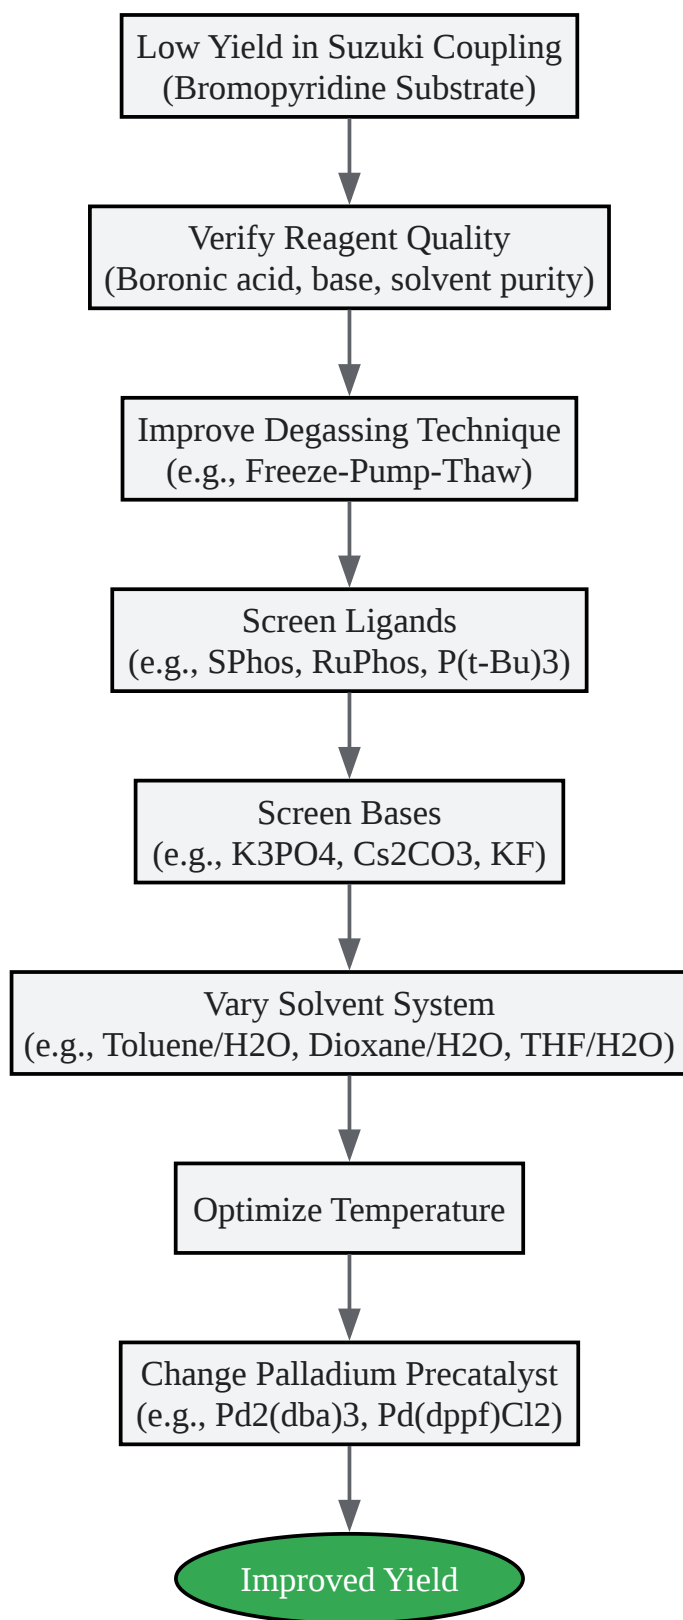 Low Yield in Suzuki Coupling
(Bromopyridine Substrate)
Verify Reagent Quality
(Boronic acid, base, solvent purity)
Improve Degassing Technique
(e.g., Freeze-Pump-Thaw)
Screen Ligands
(e.g., SPhos, RuPhos, P(t-Bu)3)
Screen Bases
(e.g., K3PO4, Cs2CO3, KF)
Vary Solvent System
(e.g., Toluene/H2O, Dioxane/H2O, THF/H2O)
Optimize Temperature
Change Palladium Precatalyst
(e.g., Pd2(dba)3, Pd(dppf)Cl2)
Improved Yield